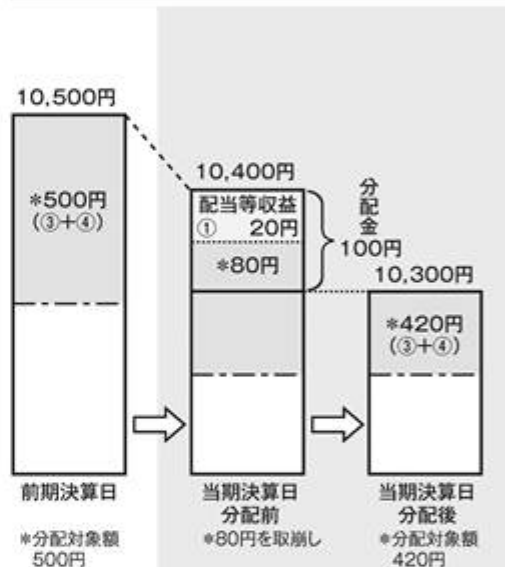 10,500円
*500円
(③+④)
前期決算日
*分配対象額
500円
10,400円
配当等収益
① 20円
*80円
分配金
100円
当期決算日
分配前
*80円を取崩し
10,300円
*420円
(③+④)
当期決算日
分配後
*分配対象額
420円